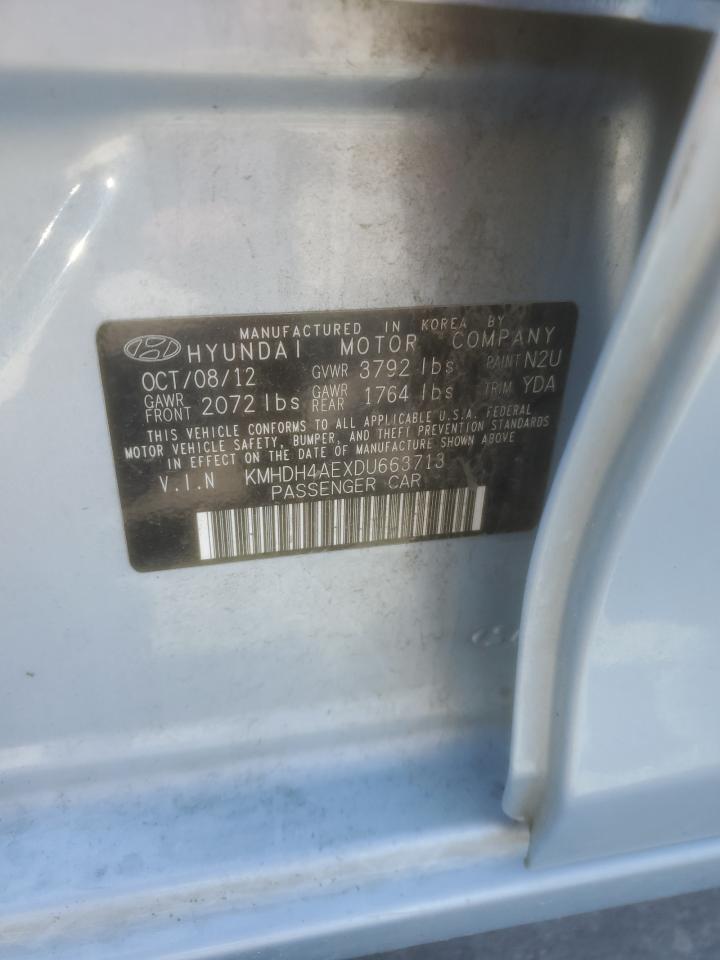 MANUFACTURED IN KOREA BY
HYUNDAI MOTOR COMPANY
OCT/08/12 GVWR 3792 lbs PAINT N2U
GAWR FRONT 2072 lbs GAWR REAR 1764 lbs TRIM YDA
THIS VEHICLE CONFORMS TO ALL APPLICABLE U.S.A. FEDERAL
MOTOR VEHICLE SAFETY, BUMPER, AND THEFT PREVENTION STANDARDS
IN EFFECT ON THE DATE OF MANUFACTURE SHOWN ABOVE
V.I.N KMHDH4AEXDU663713
PASSENGER CAR